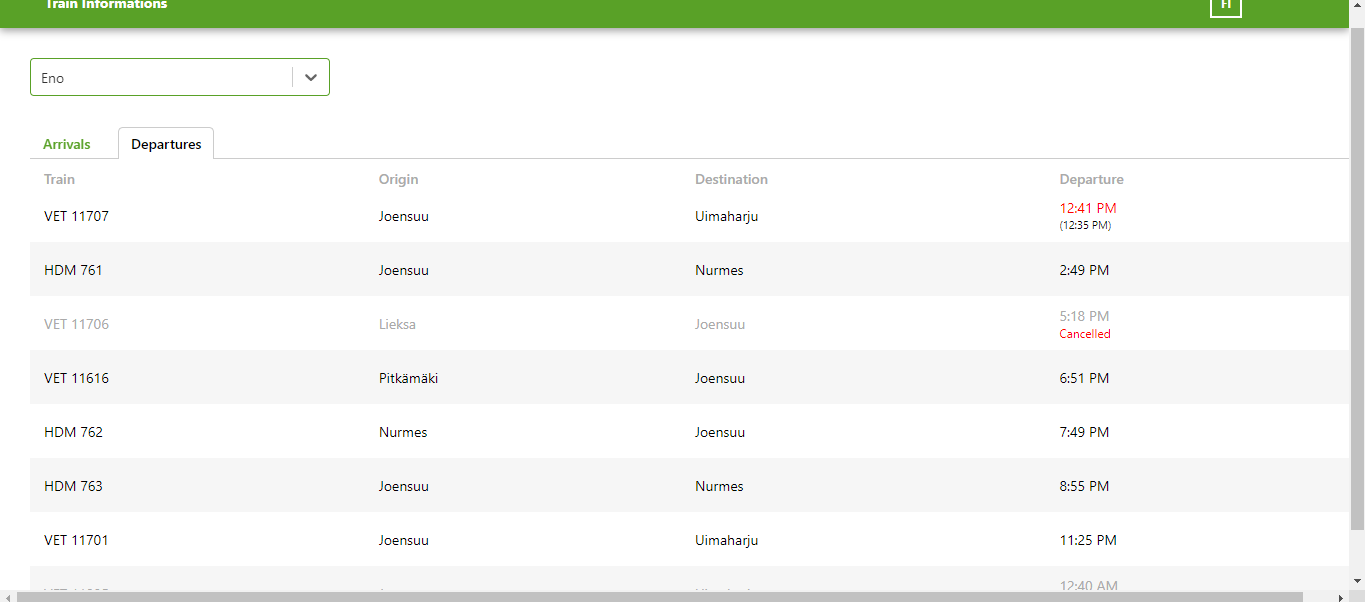 Train Informations
FI
Eno
Arrivals Departures
Train Origin Destination Departure
VET 11707 Joensuu Uimaharju 12:41 PM
(12:35 PM)
HDM 761 Joensuu Nurmes 2:49 PM
VET 11706 Lieksa Joensuu 5:18 PM
Cancelled
VET 11616 Pitkämäki Joensuu 6:51 PM
HDM 762 Nurmes Joensuu 7:49 PM
HDM 763 Joensuu Nurmes 8:55 PM
VET 11701 Joensuu Uimaharju 11:25 PM
12:40 AM